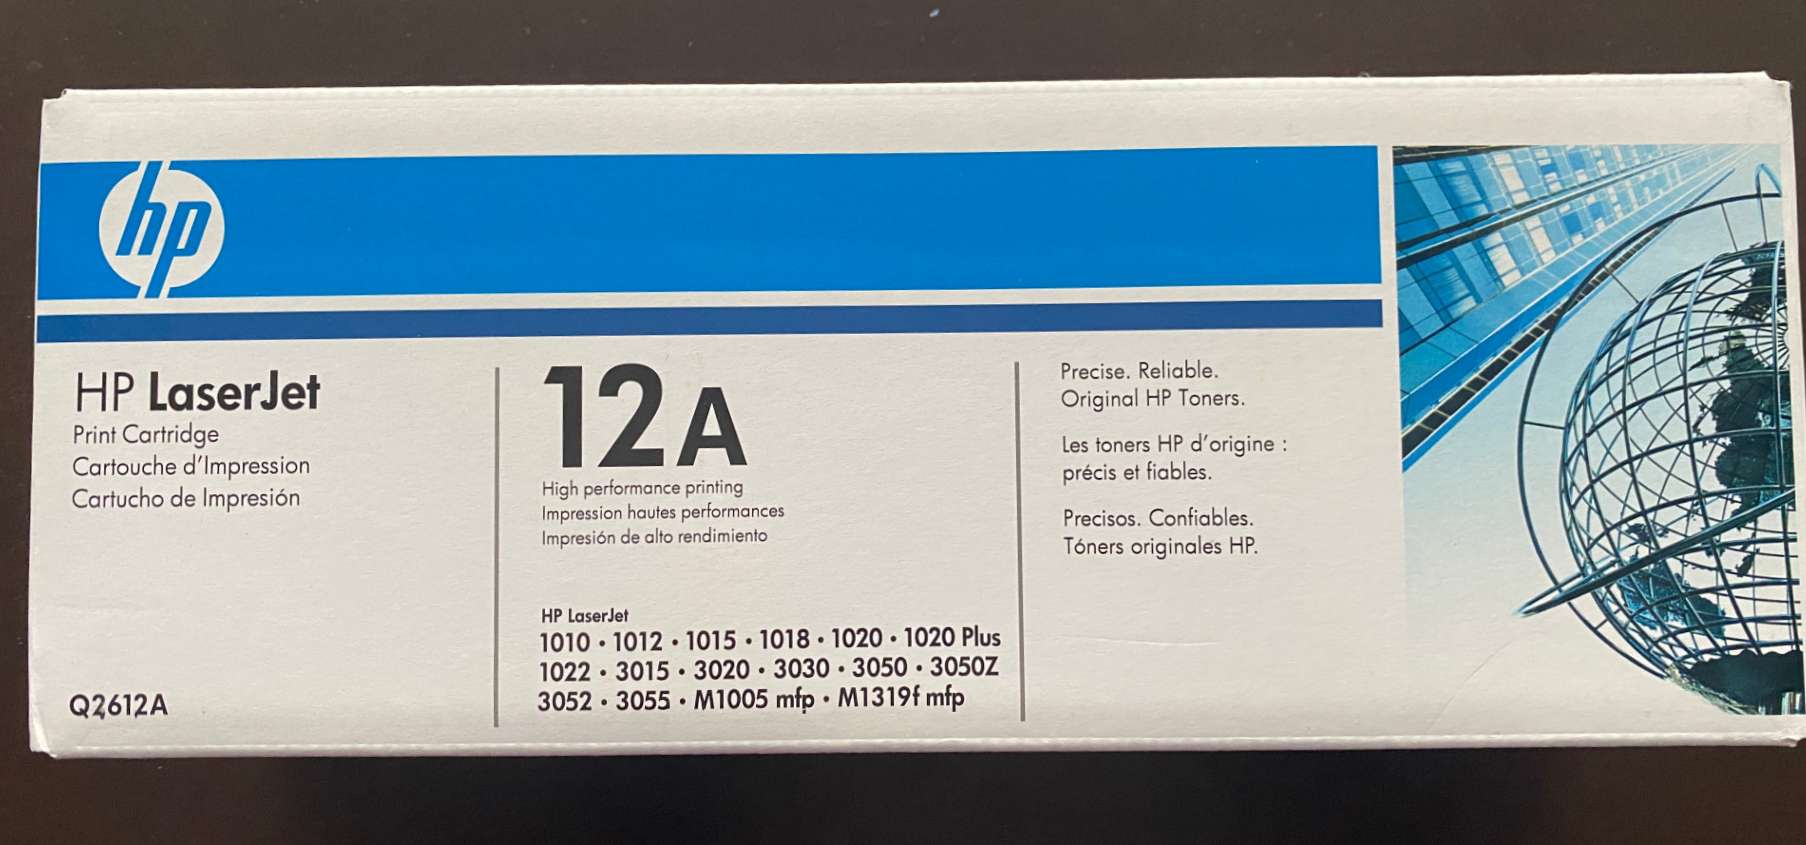 hp
HP LaserJet
Print Cartridge
Cartouche d'Impression
Cartucho de Impresión
Q2612A
12A
High performance printing
Impression hautes performances
Impresión de alto rendimiento
HP LaserJet
1010 • 1012 • 1015 • 1018 • 1020 • 1020 Plus
1022 • 3015 • 3020 • 3030 • 3050 • 3050Z
3052 • 3055 • M1005 mfp • M1319f mfp
Precise. Reliable.
Original HP Toners.
Les toners HP d'origine :
précis et fiables.
Precisos. Confiables.
Tóners originales HP.